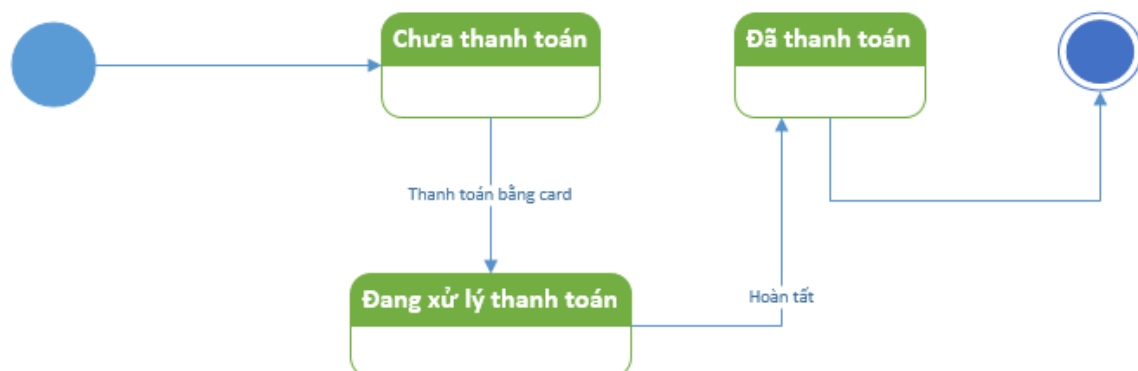 Chưa thanh toán
Đã thanh toán
Thanh toán bằng card
Đang xử lý thanh toán
Hoàn tất